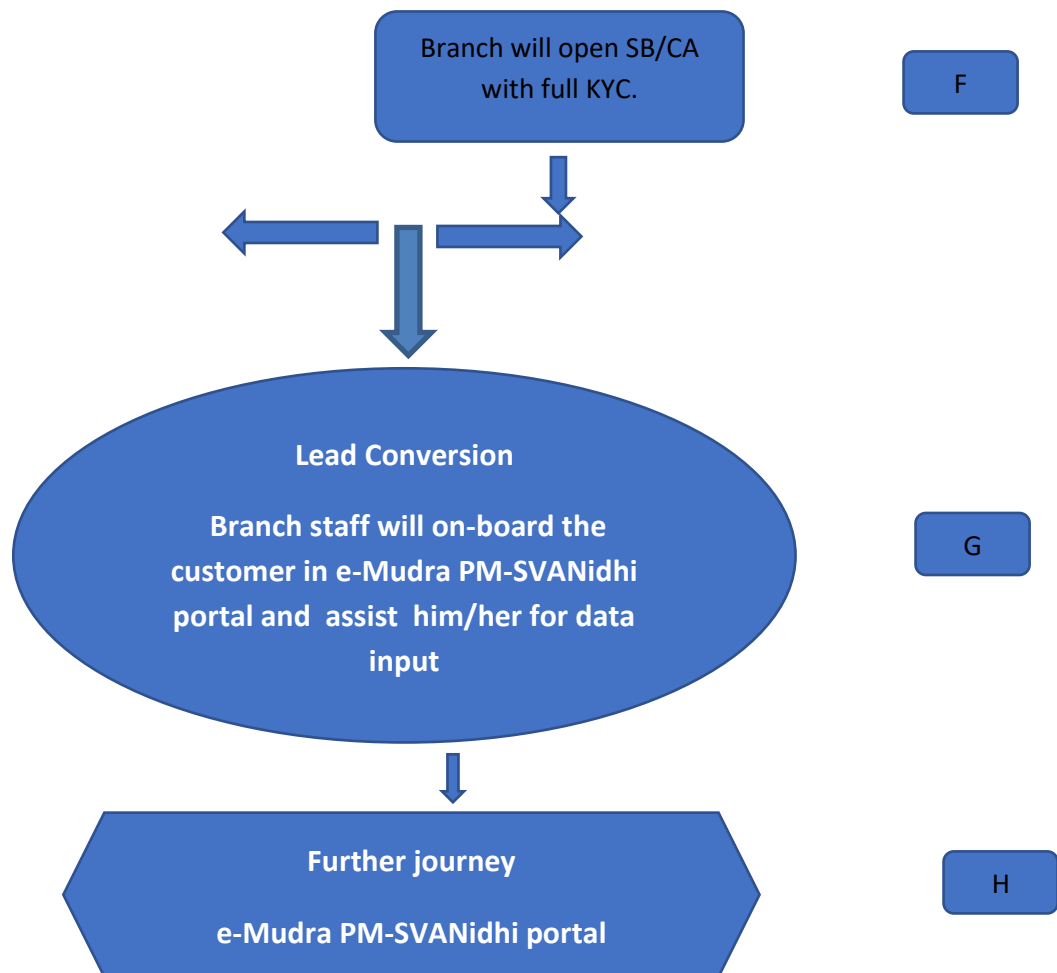 Branch will open SB/CA
with full KYC.
F
Lead Conversion
Branch staff will on-board the
customer in e-Mudra PM-SVANidhi
portal and  assist  him/her for data
input
G
Further journey
e-Mudra PM-SVANidhi portal
H